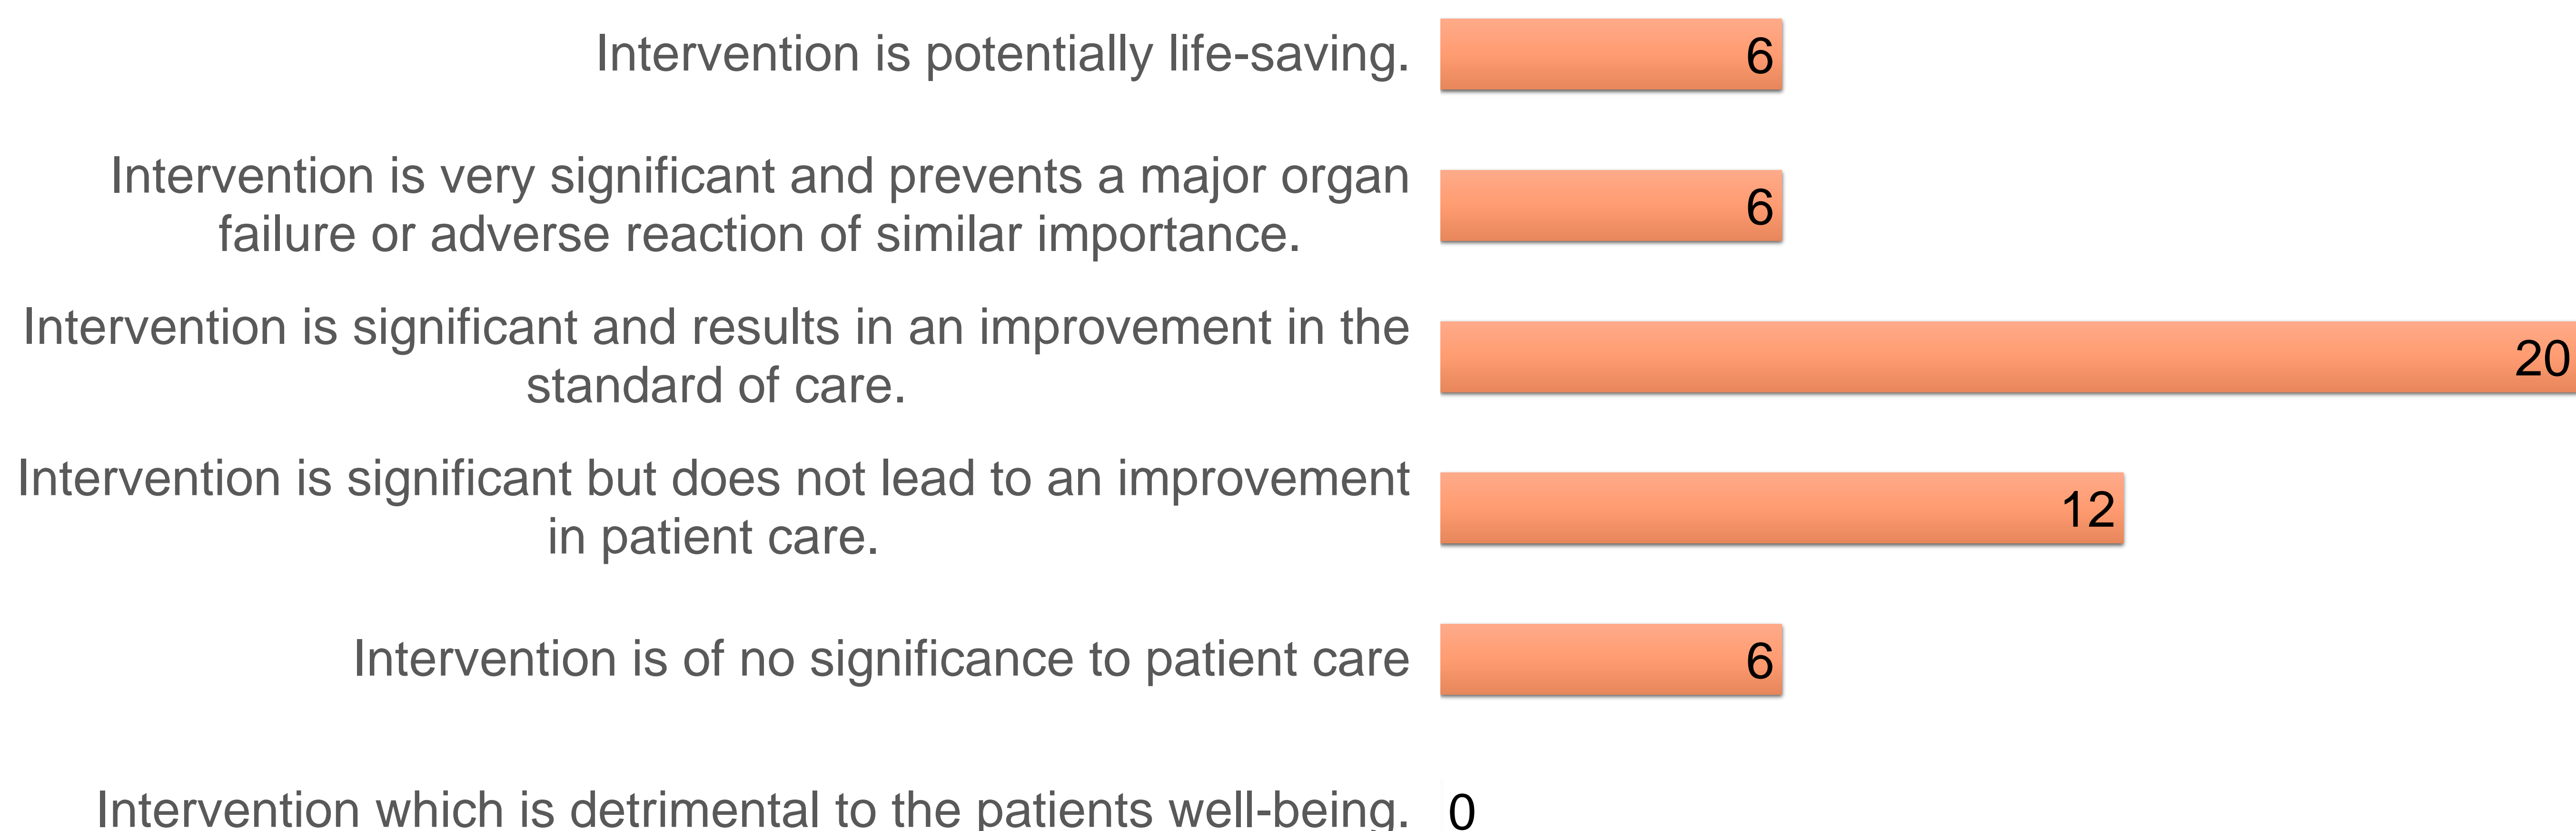 Intervention is potentially life-saving.
6
Intervention is very significant and prevents a major organ
failure or adverse reaction of similar importance.
6
Intervention is significant and results in an improvement in the
standard of care.
20
Intervention is significant but does not lead to an improvement
in patient care.
12
Intervention is of no significance to patient care
6
Intervention which is detrimental to the patients well-being.
0